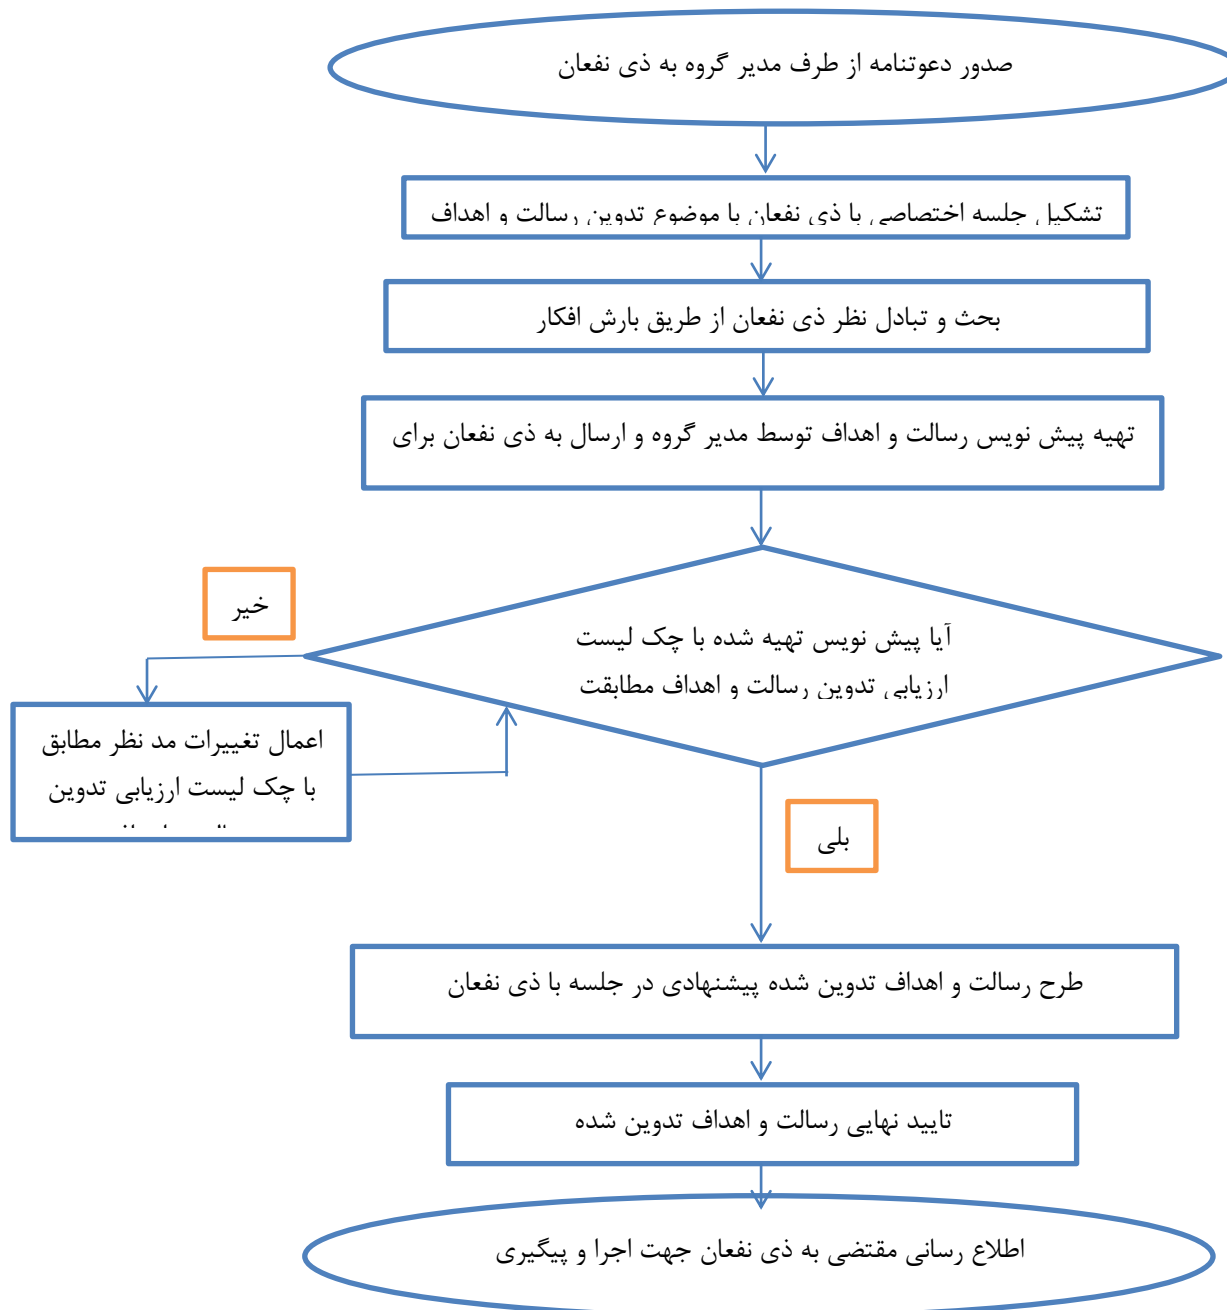 صدور دعوتنامه از طرف مدیر گروه به ذی نفعان
تشکیل جلسه اختصاصی با ذی نفعان با موضوع تدوین رسالت و اهداف
بحث و تبادل نظر ذی نفعان از طریق بارش افکار
تهیه پیش نویس رسالت و اهداف توسط مدیر گروه و ارسال به ذی نفعان برای
خیر
آیا پیش نویس تهیه شده با چک لیست
ارزیابی تدوین رسالت و اهداف مطابقت
اعمال تغییرات مد نظر مطابق
با چک لیست ارزیابی تدوین
بلی
طرح رسالت و اهداف تدوین شده پیشنهادی در جلسه با ذی نفعان
تایید نهایی رسالت و اهداف تدوین شده
اطلاع رسانی مقتضی به ذی نفعان جهت اجرا و پیگیری